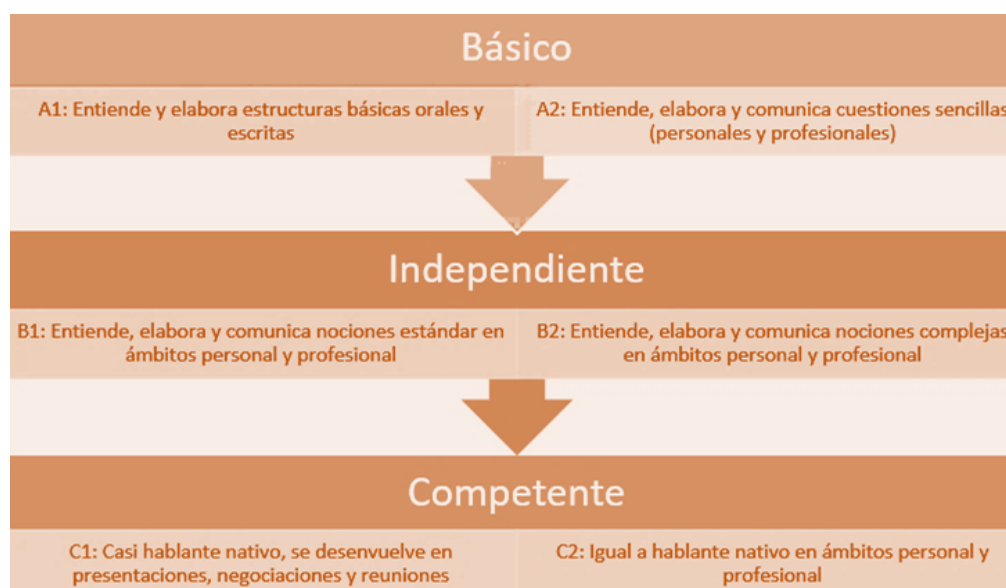 Básico
A1: Entiende y elabora estructuras básicas orales y
escritas
A2: Entiende, elabora y comunica cuestiones sencillas
(personales y profesionales)
Independiente
B1: Entiende, elabora y comunica nociones estándar en
ámbitos personal y profesional
B2: Entiende, elabora y comunica nociones complejas
en ámbitos personal y profesional
Competente
C1: Casi hablante nativo, se desenvuelve en
presentaciones, negociaciones y reuniones
C2: Igual a hablante nativo en ámbitos personal y
profesional